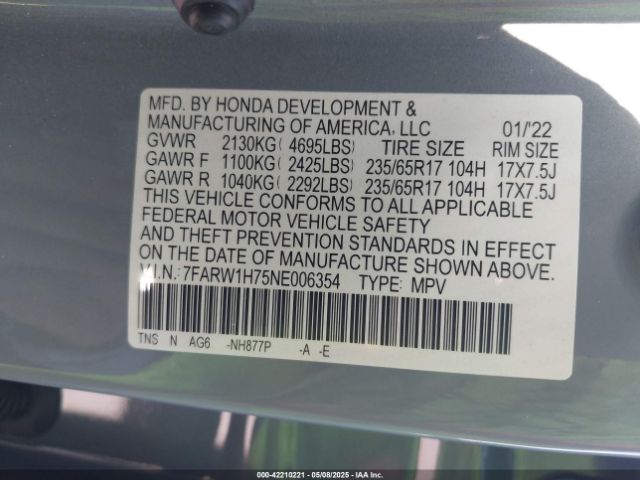 MFD. BY HONDA DEVELOPMENT &
MANUFACTURING OF AMERICA, LLC 01/'22
GVWR 2130KG( 4695LBS) TIRE SIZE RIM SIZE
GAWR F 1100KG( 2425LBS) 235/65R17 104H 17X7.5J
GAWR R 1040KG( 2292LBS) 235/65R17 104H 17X7.5J
THIS VEHICLE CONFORMS TO ALL APPLICABLE
FEDERAL MOTOR VEHICLE SAFETY
AND THEFT PREVENTION STANDARDS IN EFFECT
ON THE DATE OF MANUFACTURE SHOWN ABOVE.
V.I.N.:7FARW1H75NE006354 TYPE: MPV
TNS N AG6 -NH877P -A -E
000-42210221 | 05/08/2025 | IAA Inc.